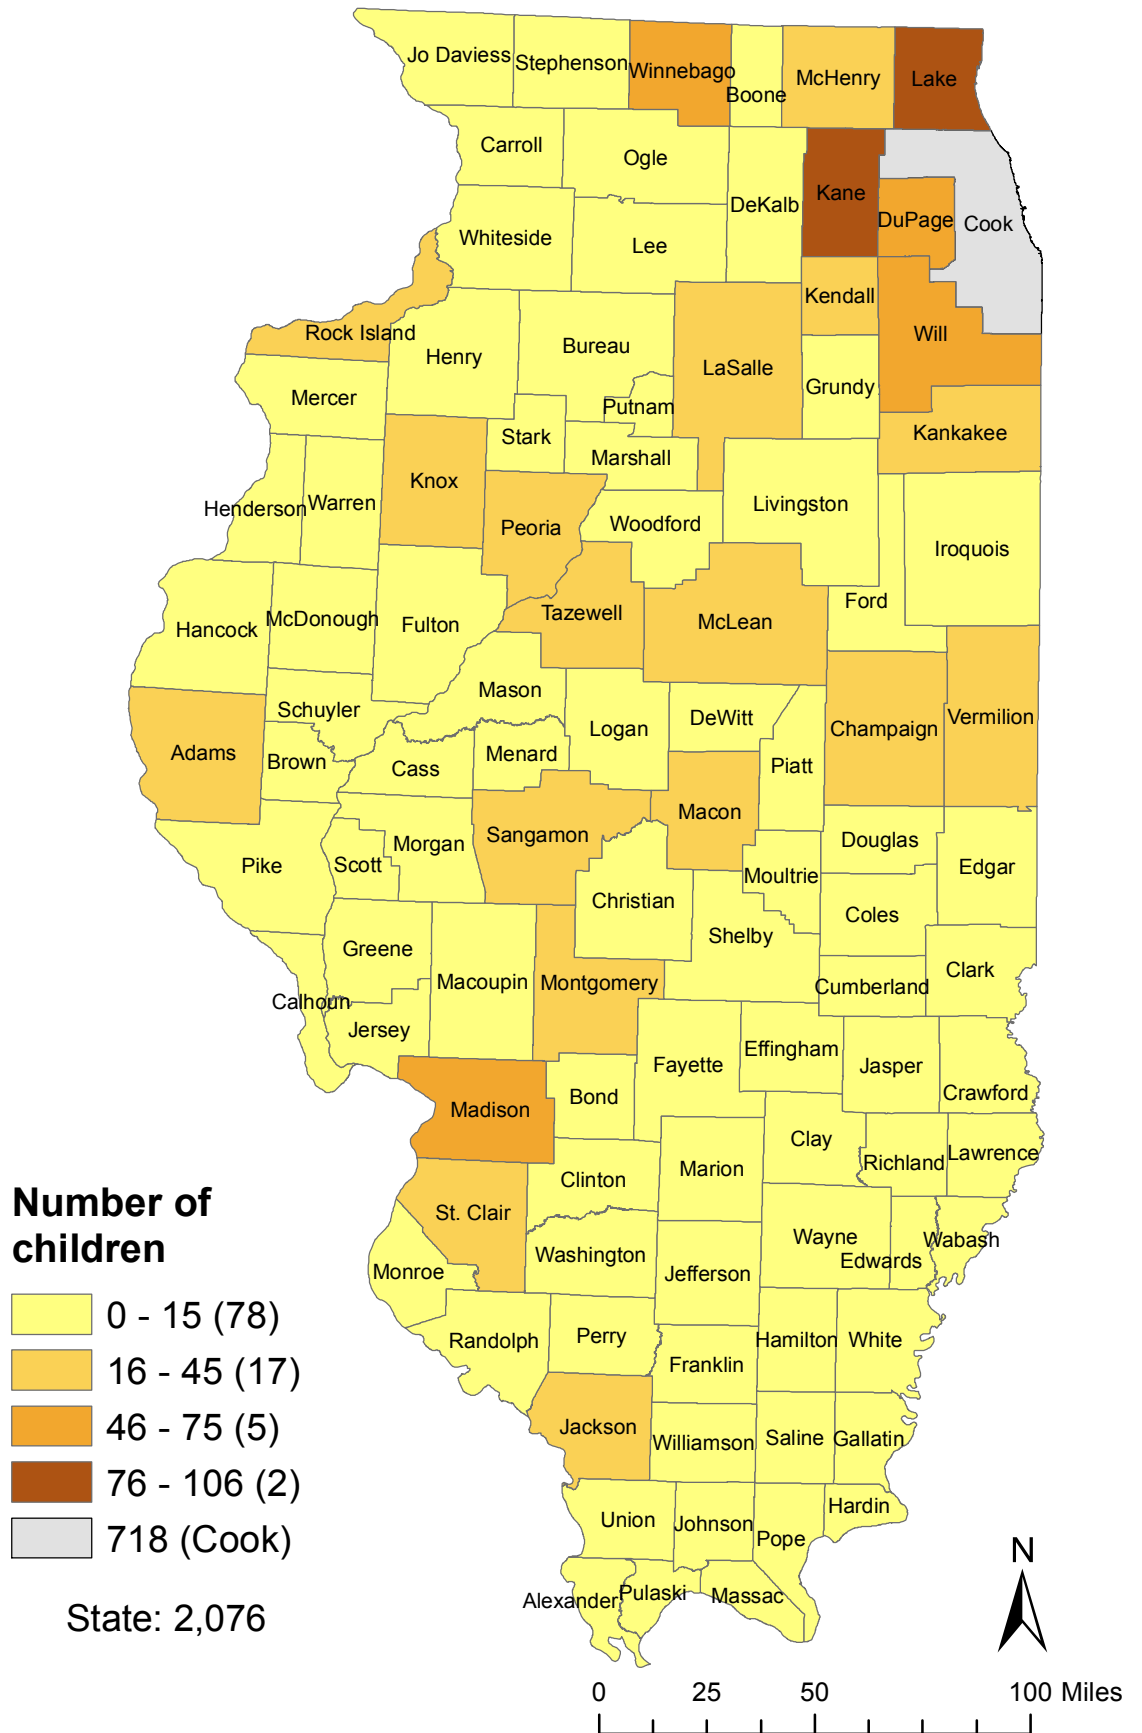 Jo Daviess
Stephenson
Winnebago
Boone
McHenry
Lake
Carroll
Ogle
DeKalb
Kane
DuPage
Cook
Whiteside
Lee
Kendall
Rock Island
Henry
Bureau
LaSalle
Will
Grundy
Mercer
Putnam
Stark
Marshall
Kankakee
Knox
Henderson
Warren
Peoria
Woodford
Livingston
Iroquois
Ford
Hancock
McDonough
Fulton
Tazewell
McLean
Mason
Schuyler
Logan
DeWitt
Champaign
Vermilion
Adams
Brown
Cass
Menard
Piatt
Macon
Sangamon
Morgan
Scott
Pike
Douglas
Edgar
Moultrie
Christian
Coles
Shelby
Greene
Macoupin
Montgomery
Cumberland
Clark
Calhoun
Jersey
Fayette
Effingham
Jasper
Crawford
Madison
Bond
Clay
Richland
Lawrence
Marion
Clinton
St. Clair
Wayne
Edwards
Wabash
Washington
Jefferson
Monroe
Randolph
Perry
Hamilton
White
Franklin
Jackson
Williamson
Saline
Gallatin
Hardin
Union
Johnson
Pope
Alexander
Pulaski
Massac
Number of
children
0 - 15 (78)
16 - 45 (17)
46 - 75 (5)
76 - 106 (2)
718 (Cook)
State: 2,076
N
0 25 50 100 Miles